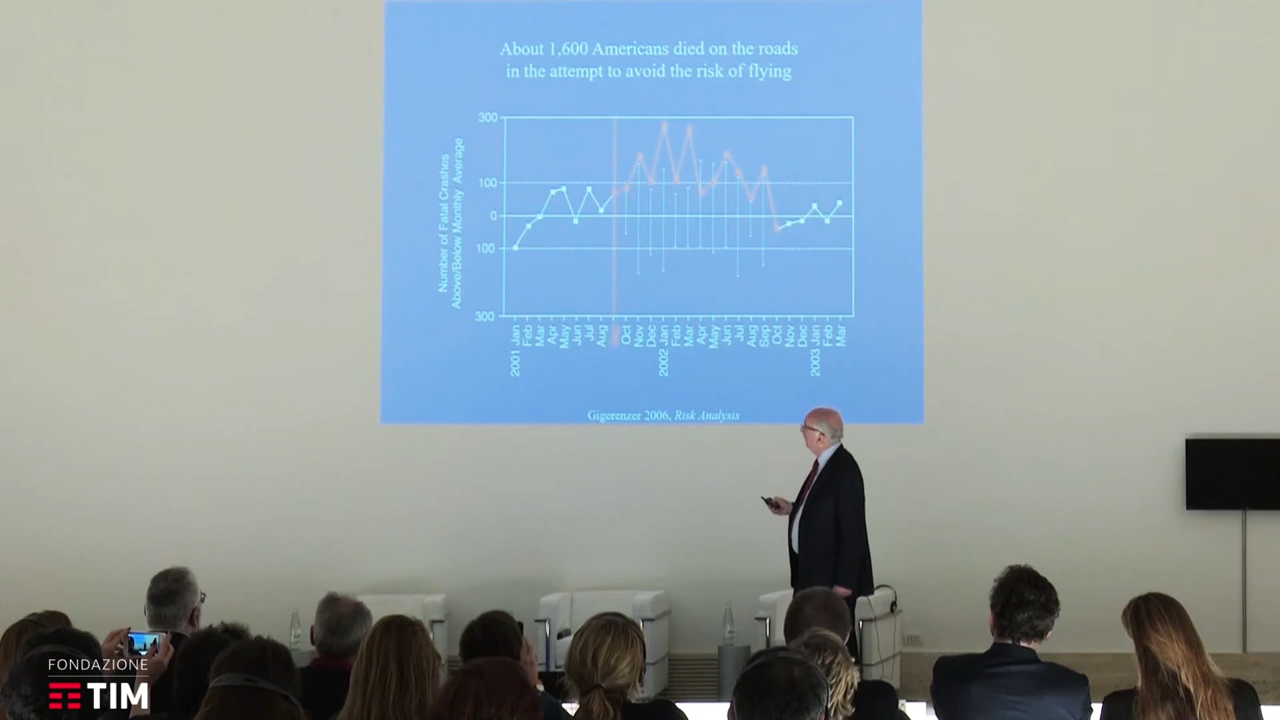 About 1,600 Americans died on the roads
in the attempt to avoid the risk of flying
Number of Fatal Crashes
Above/Below Monthly Average
300
100
0
100
300
2001 Jan
Feb
Mar
Apr
May
Jun
Jul
Aug
Oct
Nov
Dec
2002 Jan
Feb
Mar
Apr
May
Jun
Jul
Aug
Sep
Oct
Nov
Dec
2003 Jan
Feb
Mar
Gigerenzer 2006, Risk Analysis
FONDAZIONE
TIM